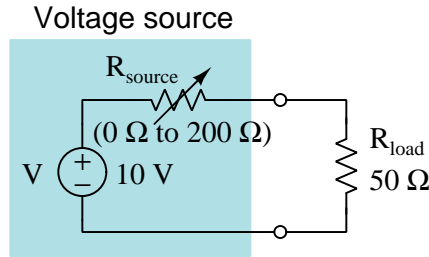 Voltage source
R_source
(0 Ω to 200 Ω)
V
+
−
10 V
R_load
50 Ω